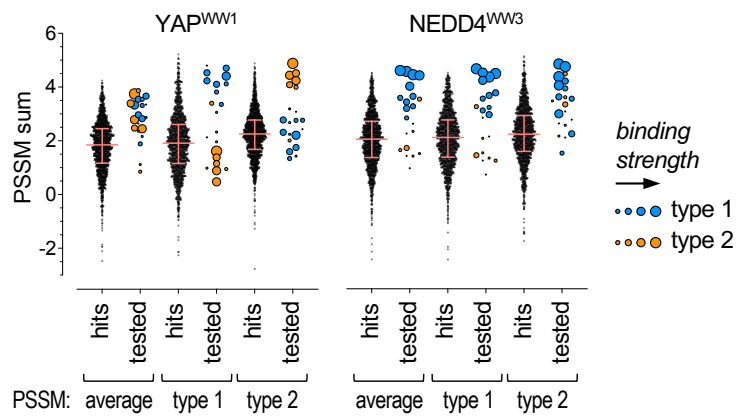 YAPWW1 NEDD4WW3
6
4
2
0
-2
PSSM sum
binding
strength
type 1
type 2
hits tested hits tested hits tested hits tested hits tested hits tested
PSSM: average type 1 type 2 average type 1 type 2